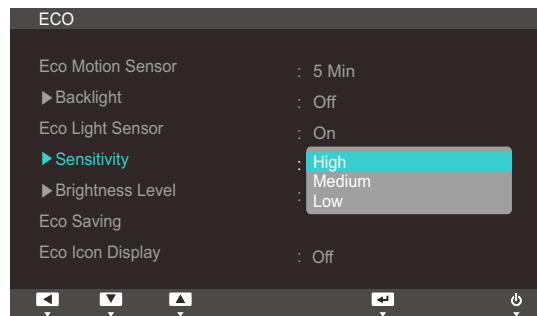 ECO
Eco Motion Sensor : 5 Min
▶Backlight : Off
Eco Light Sensor : On
▶Sensitivity : High
Medium
▶Brightness Level : Low
Eco Saving
Eco Icon Display : Off